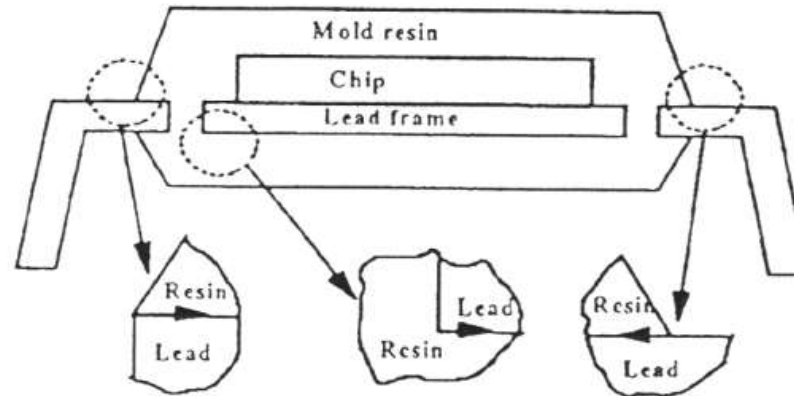 Mold resin
Chip
Lead frame
Resin
Lead
Lead
Resin
Resin
Lead